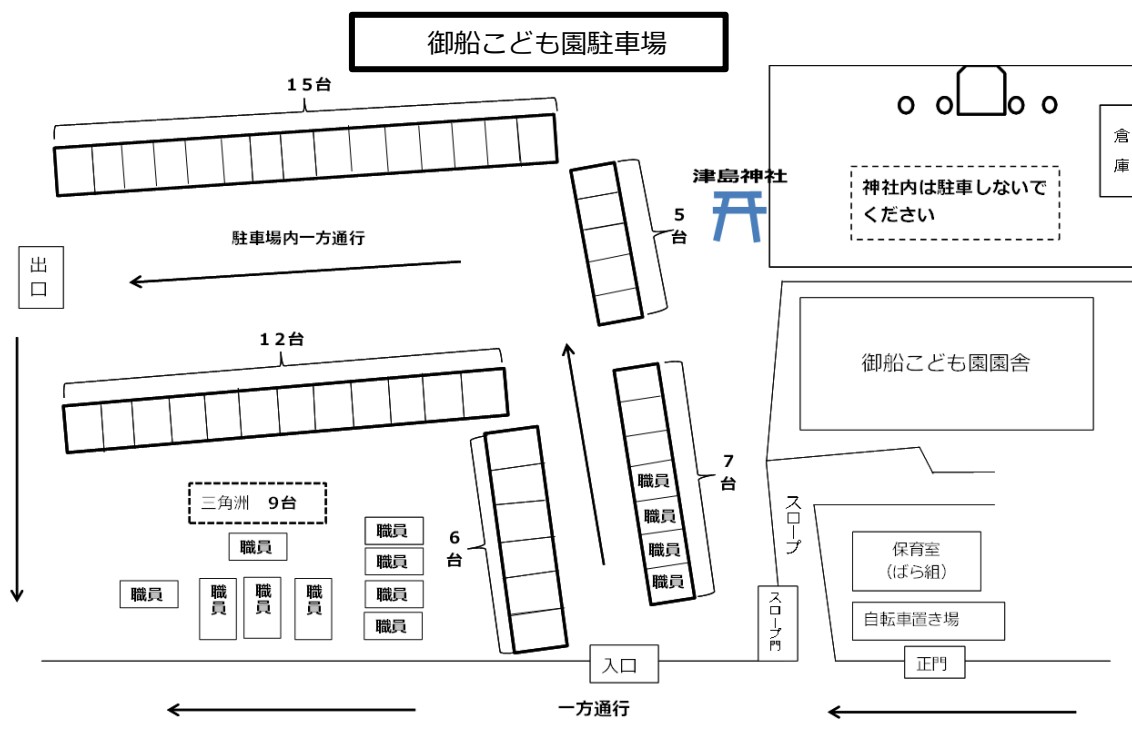 御船こども園駐車場
15台
津島神社
倉
庫
神社内は駐車しないで
ください
5
台
駐車場内一方通行
出
口
12台
御船こども園園舎
7
台
職員
職員
職員
職員
三角洲 9台
6
台
職員
職員
職員
職員
職員
職員
職員
職員
職員
スロープ
保育室
(ばら組)
自転車置き場
スロープ門
入口
正門
一方通行